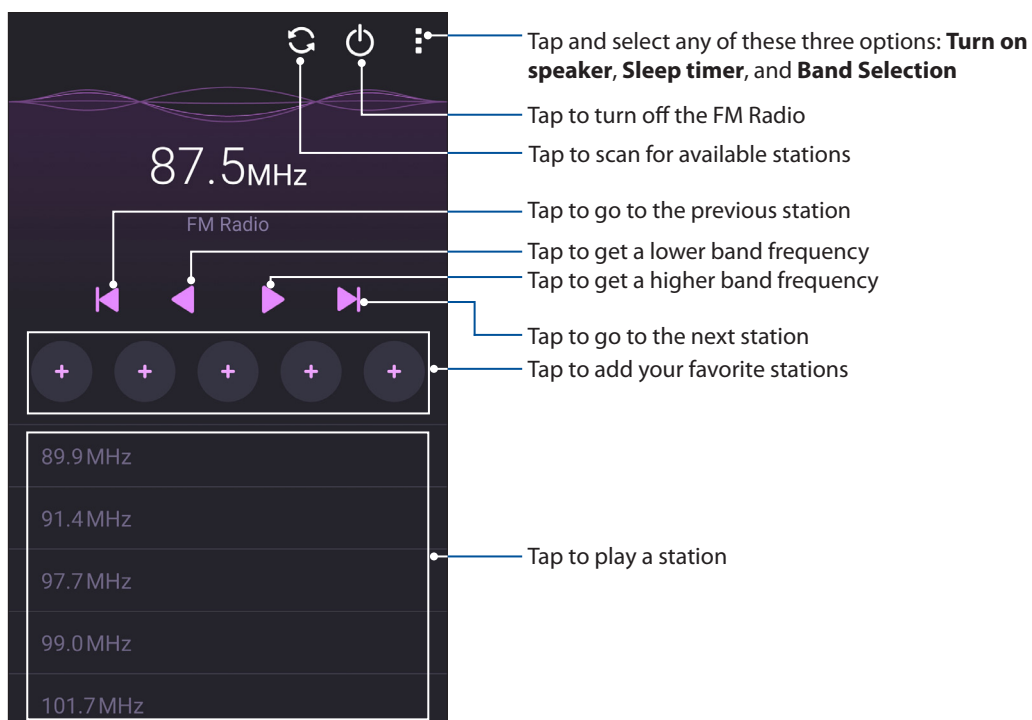 Tap and select any of these three options: Turn on
speaker, Sleep timer, and Band Selection
Tap to turn off the FM Radio
Tap to scan for available stations
87.5MHz
FM Radio
Tap to go to the previous station
Tap to get a lower band frequency
Tap to get a higher band frequency
Tap to go to the next station
+ + + + +
Tap to add your favorite stations
89.9MHz
91.4MHz
97.7MHz
99.0MHz
101.7MHz
Tap to play a station